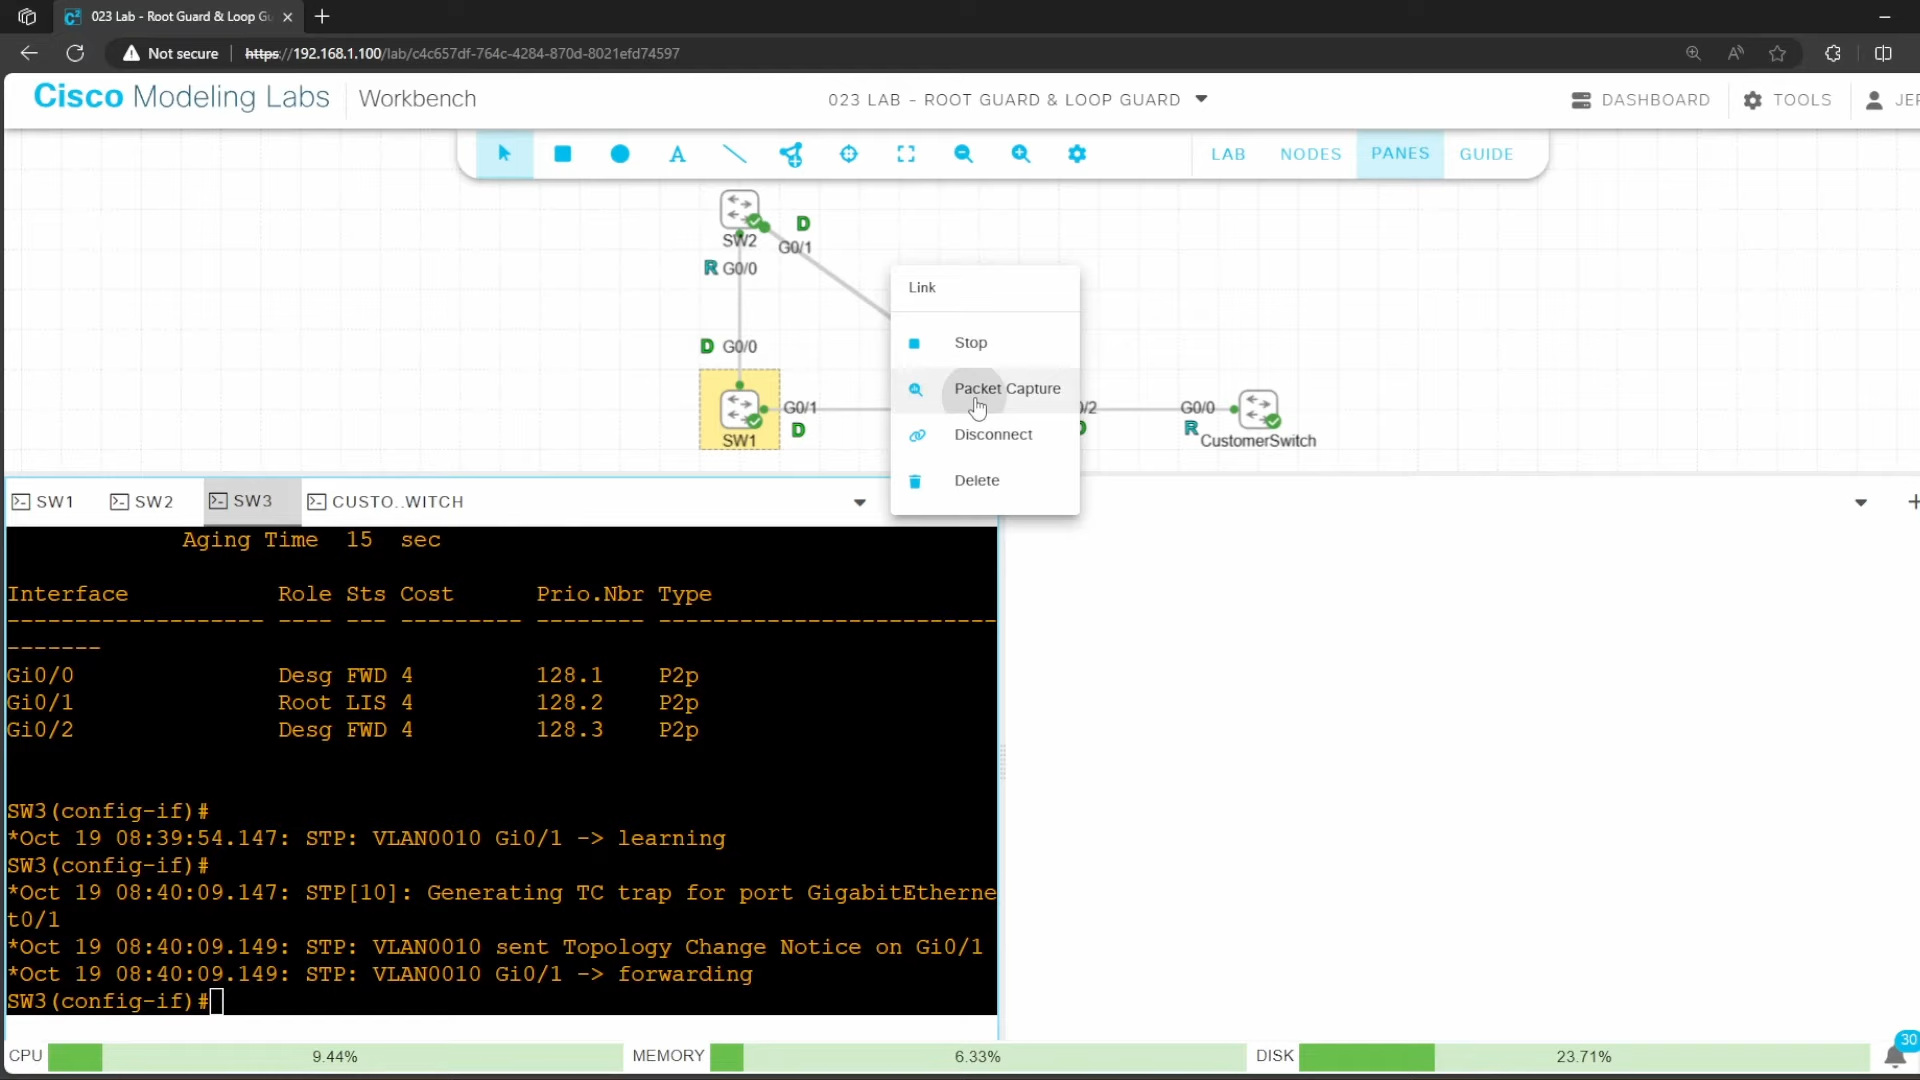 023 Lab - Root Guard & Loop Gu
Not secure
https://192.168.1.100/lab/c4c657df-764c-4284-870d-8021efd74597
Cisco Modeling Labs
Workbench
023 LAB - ROOT GUARD & LOOP GUARD
DASHBOARD
TOOLS
JER
A
LAB
NODES
PANES
GUIDE
D
SW2
G0/1
R G0/0
Link
Stop
D G0/0
Packet Capture
G0/1
D
SW1
0/2
G0/0
R
CustomerSwitch
Disconnect
Delete
SW1
SW2
SW3
CUSTO..WITCH
Aging Time 15 sec
Interface Role Sts Cost Prio.Nbr Type
------------------- ---- --- --------- -------- -------------------------
-------
Gi0/0 Desg FWD 4 128.1 P2p
Gi0/1 Root LIS 4 128.2 P2p
Gi0/2 Desg FWD 4 128.3 P2p
SW3(config-if)#
*Oct 19 08:39:54.147: STP: VLAN0010 Gi0/1 -> learning
SW3(config-if)#
*Oct 19 08:40:09.147: STP[10]: Generating TC trap for port GigabitEtherne
t0/1
*Oct 19 08:40:09.149: STP: VLAN0010 sent Topology Change Notice on Gi0/1
*Oct 19 08:40:09.149: STP: VLAN0010 Gi0/1 -> forwarding
SW3(config-if)#
CPU
9.44%
MEMORY
6.33%
DISK
23.71%
30